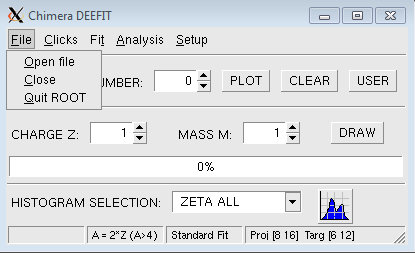 Chimera DEEFIT
File Clicks Fit Analysis Setup
Open file
Close
Quit ROOT
UMBER: 0 PLOT CLEAR USER
CHARGE Z: 1 MASS M: 1 DRAW
0%
HISTOGRAM SELECTION: ZETA ALL
A = 2*Z (A>4) Standard Fit Proj [8 16] Targ [6 12]